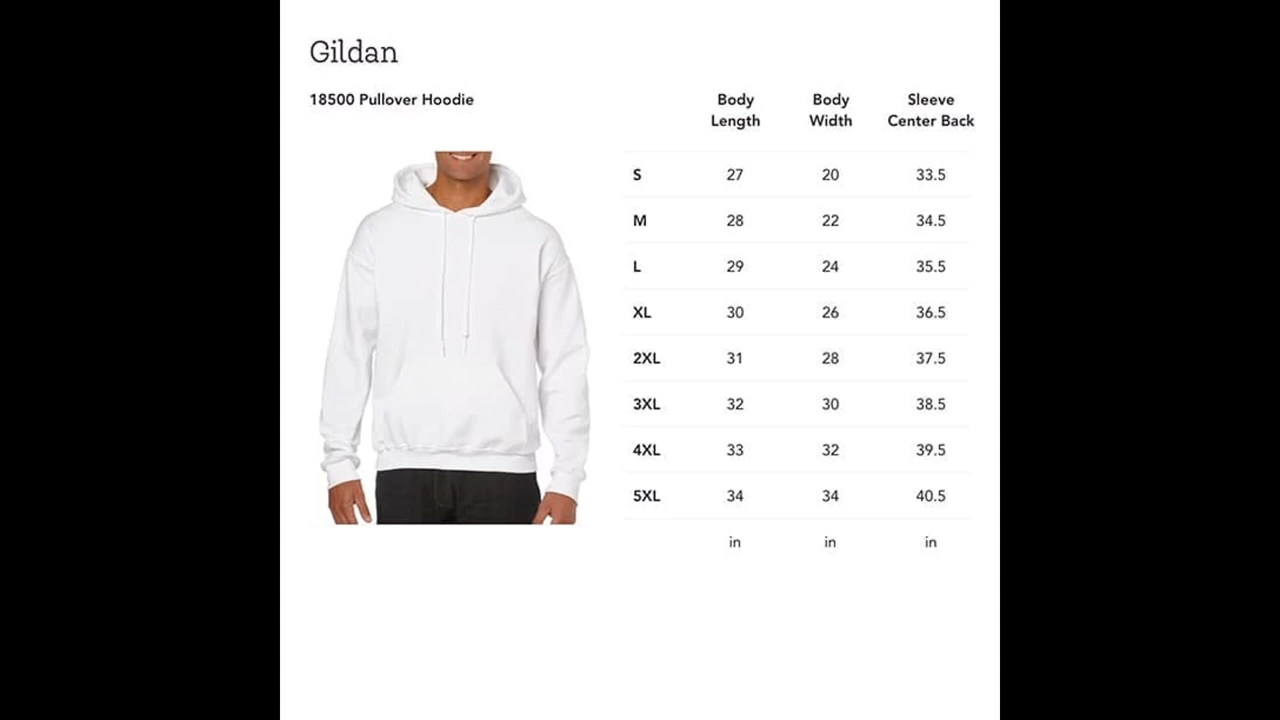 Gildan
18500 Pullover Hoodie
Body Length Body Width Sleeve Center Back
S 27 20 33.5
M 28 22 34.5
L 29 24 35.5
XL 30 26 36.5
2XL 31 28 37.5
3XL 32 30 38.5
4XL 33 32 39.5
5XL 34 34 40.5
in in in